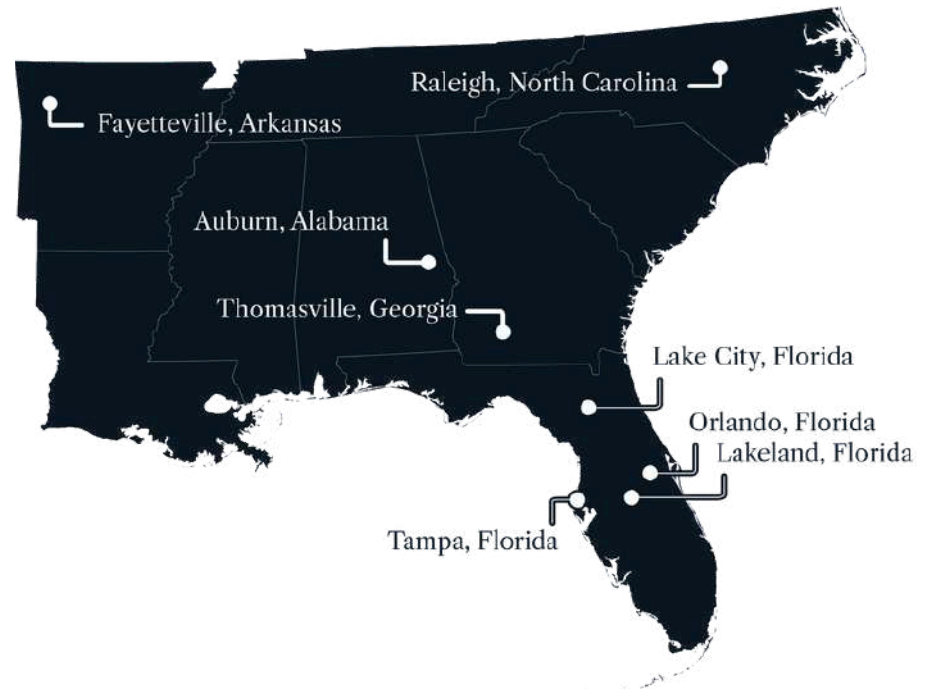 Raleigh, North Carolina
Fayetteville, Arkansas
Auburn, Alabama
Thomasville, Georgia
Lake City, Florida
Orlando, Florida
Lakeland, Florida
Tampa, Florida